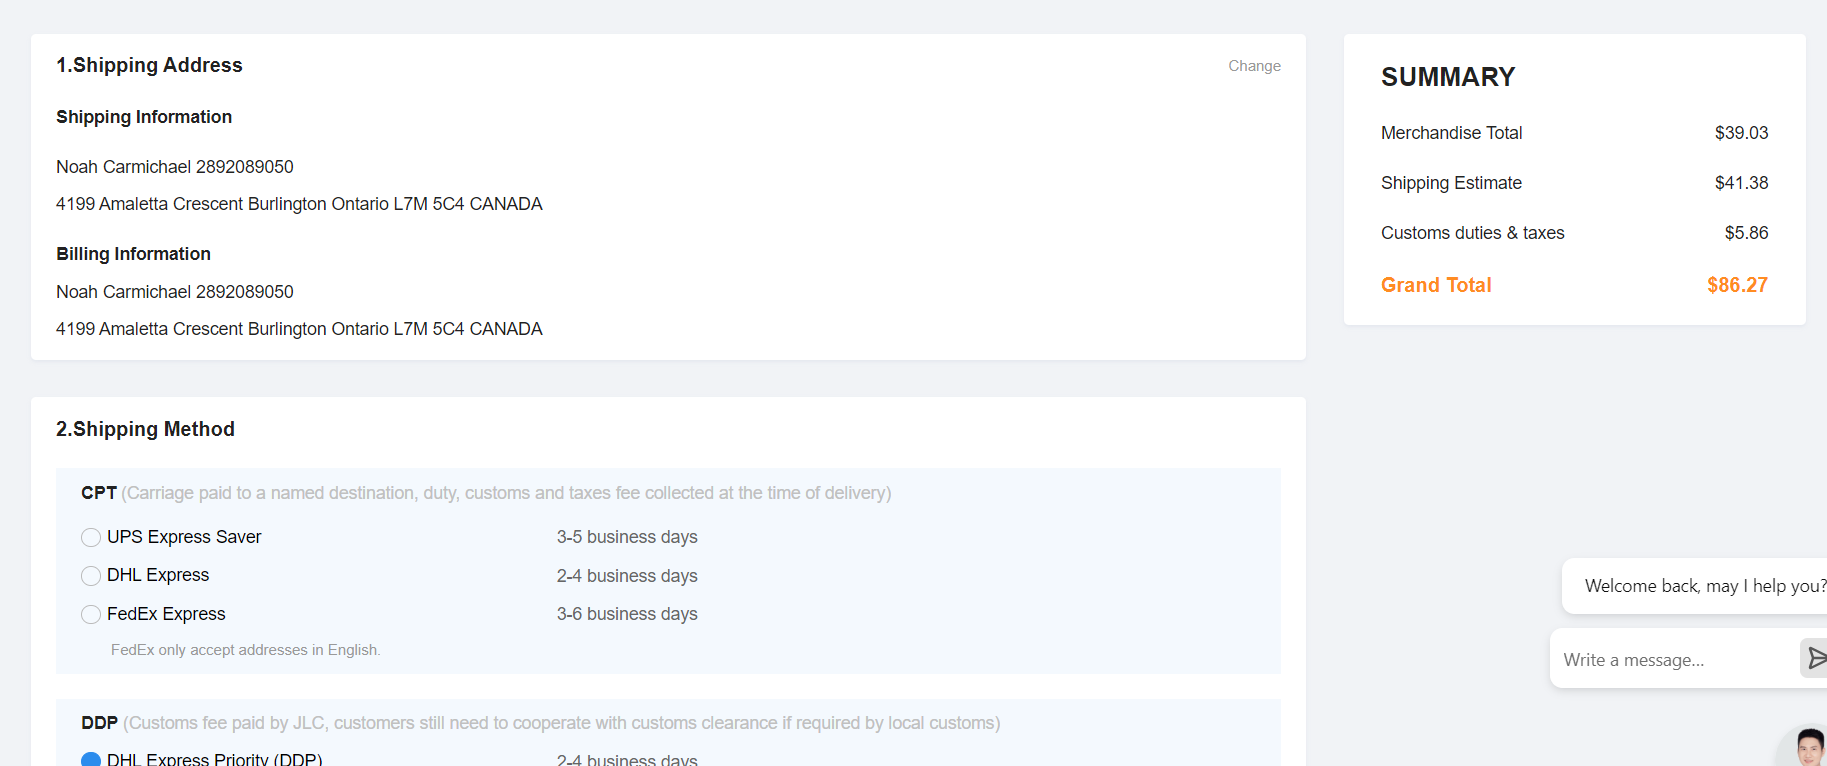 1.Shipping Address
Change
Shipping Information
Noah Carmichael 2892089050
4199 Amaletta Crescent Burlington Ontario L7M 5C4 CANADA
Billing Information
Noah Carmichael 2892089050
4199 Amaletta Crescent Burlington Ontario L7M 5C4 CANADA
2.Shipping Method
CPT (Carriage paid to a named destination, duty, customs and taxes fee collected at the time of delivery)
UPS Express Saver 3-5 business days
DHL Express 2-4 business days
FedEx Express 3-6 business days
FedEx only accept addresses in English.
DDP (Customs fee paid by JLC, customers still need to cooperate with customs clearance if required by local customs)
DHL Express Priority (DDP) 2-4 business days
SUMMARY
Merchandise Total $39.03
Shipping Estimate $41.38
Customs duties & taxes $5.86
Grand Total $86.27
Welcome back, may I help you?
Write a message...